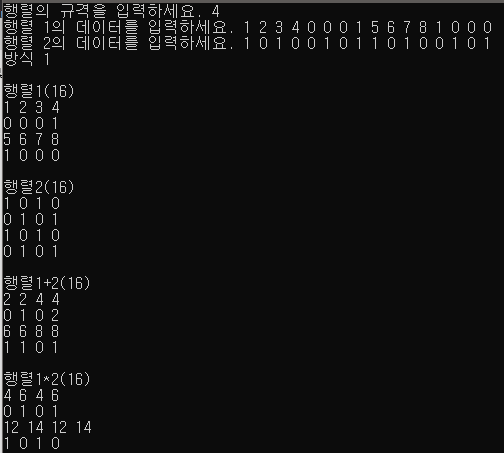 행렬의 규격을 입력하세요. 4
행렬 1의 데이터를 입력하세요. 1 2 3 4 0 0 0 1 5 6 7 8 1 0 0 0
행렬 2의 데이터를 입력하세요. 1 0 1 0 0 1 0 1 1 0 1 0 0 1 0 1
방식 1
행렬1(16)
1 2 3 4
0 0 0 1
5 6 7 8
1 0 0 0
행렬2(16)
1 0 1 0
0 1 0 1
1 0 1 0
0 1 0 1
행렬1+2(16)
2 2 4 4
0 1 0 2
6 6 8 8
1 1 0 1
행렬1*2(16)
4 6 4 6
0 1 0 1
12 14 12 14
1 0 1 0